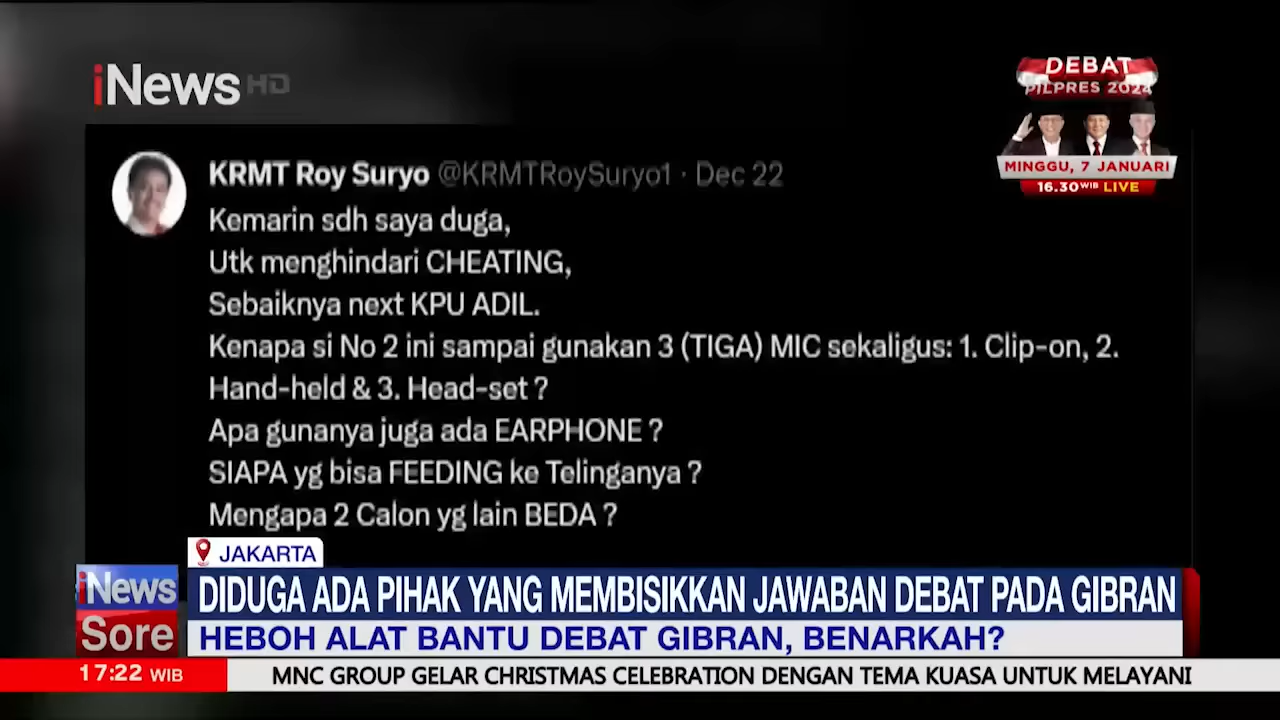 iNews HD
DEBAT
PILPRES 2024
MINGGU, 7 JANUARI
16.30 WIB LIVE
KRMT Roy Suryo @KRMTRoySuryo1 · Dec 22
Kemarin sdh saya duga,
Utk menghindari CHEATING,
Sebaiknya next KPU ADIL.
Kenapa si No 2 ini sampai gunakan 3 (TIGA) MIC sekaligus: 1. Clip-on, 2.
Hand-held & 3. Head-set ?
Apa gunanya juga ada EARPHONE ?
SIAPA yg bisa FEEDING ke Telinganya ?
Mengapa 2 Calon yg lain BEDA ?
JAKARTA
iNews
Sore
DIDUGA ADA PIHAK YANG MEMBISIKKAN JAWABAN DEBAT PADA GIBRAN
HEBOH ALAT BANTU DEBAT GIBRAN, BENARKAH?
17:22 WIB
MNC GROUP GELAR CHRISTMAS CELEBRATION DENGAN TEMA KUASA UNTUK MELAYANI